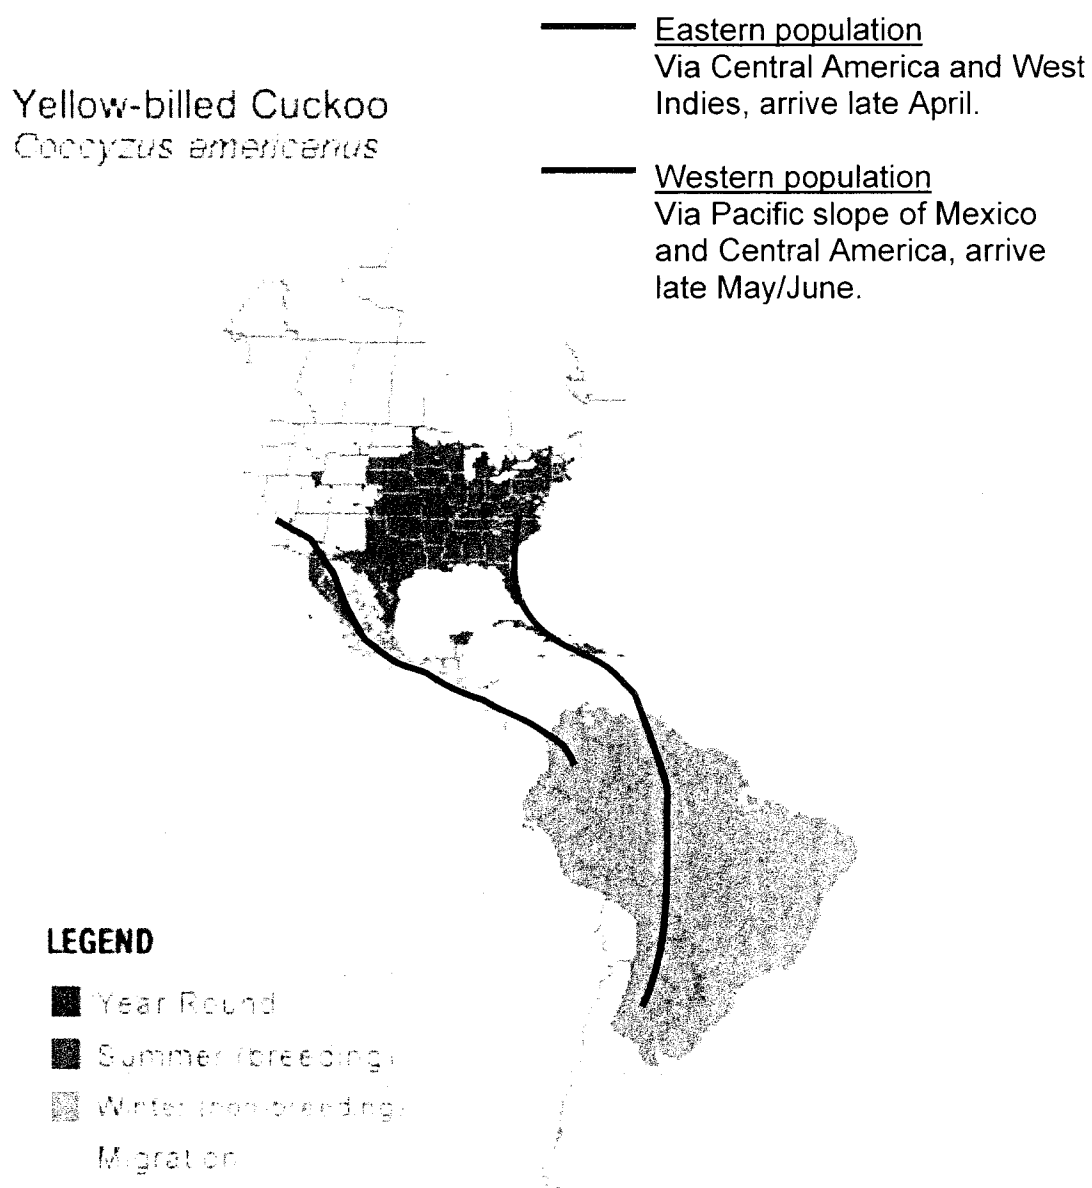 Eastern population
Via Central America and West
Indies, arrive late April.
Yellow-billed Cuckoo
Coccyzus americanus
Western population
Via Pacific slope of Mexico
and Central America, arrive
late May/June.
LEGEND
Year Round
Summer (breeding)
Winter (non-breeding)
Migration